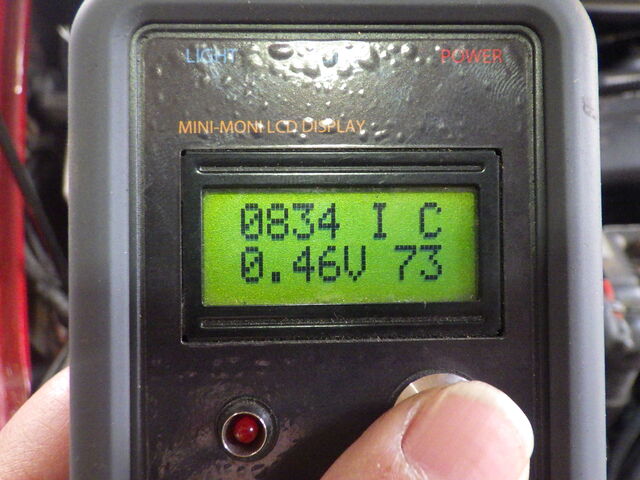 LIGHT POWER
MINI-MONI LCD DISPLAY
0834 I C
0.46V 73